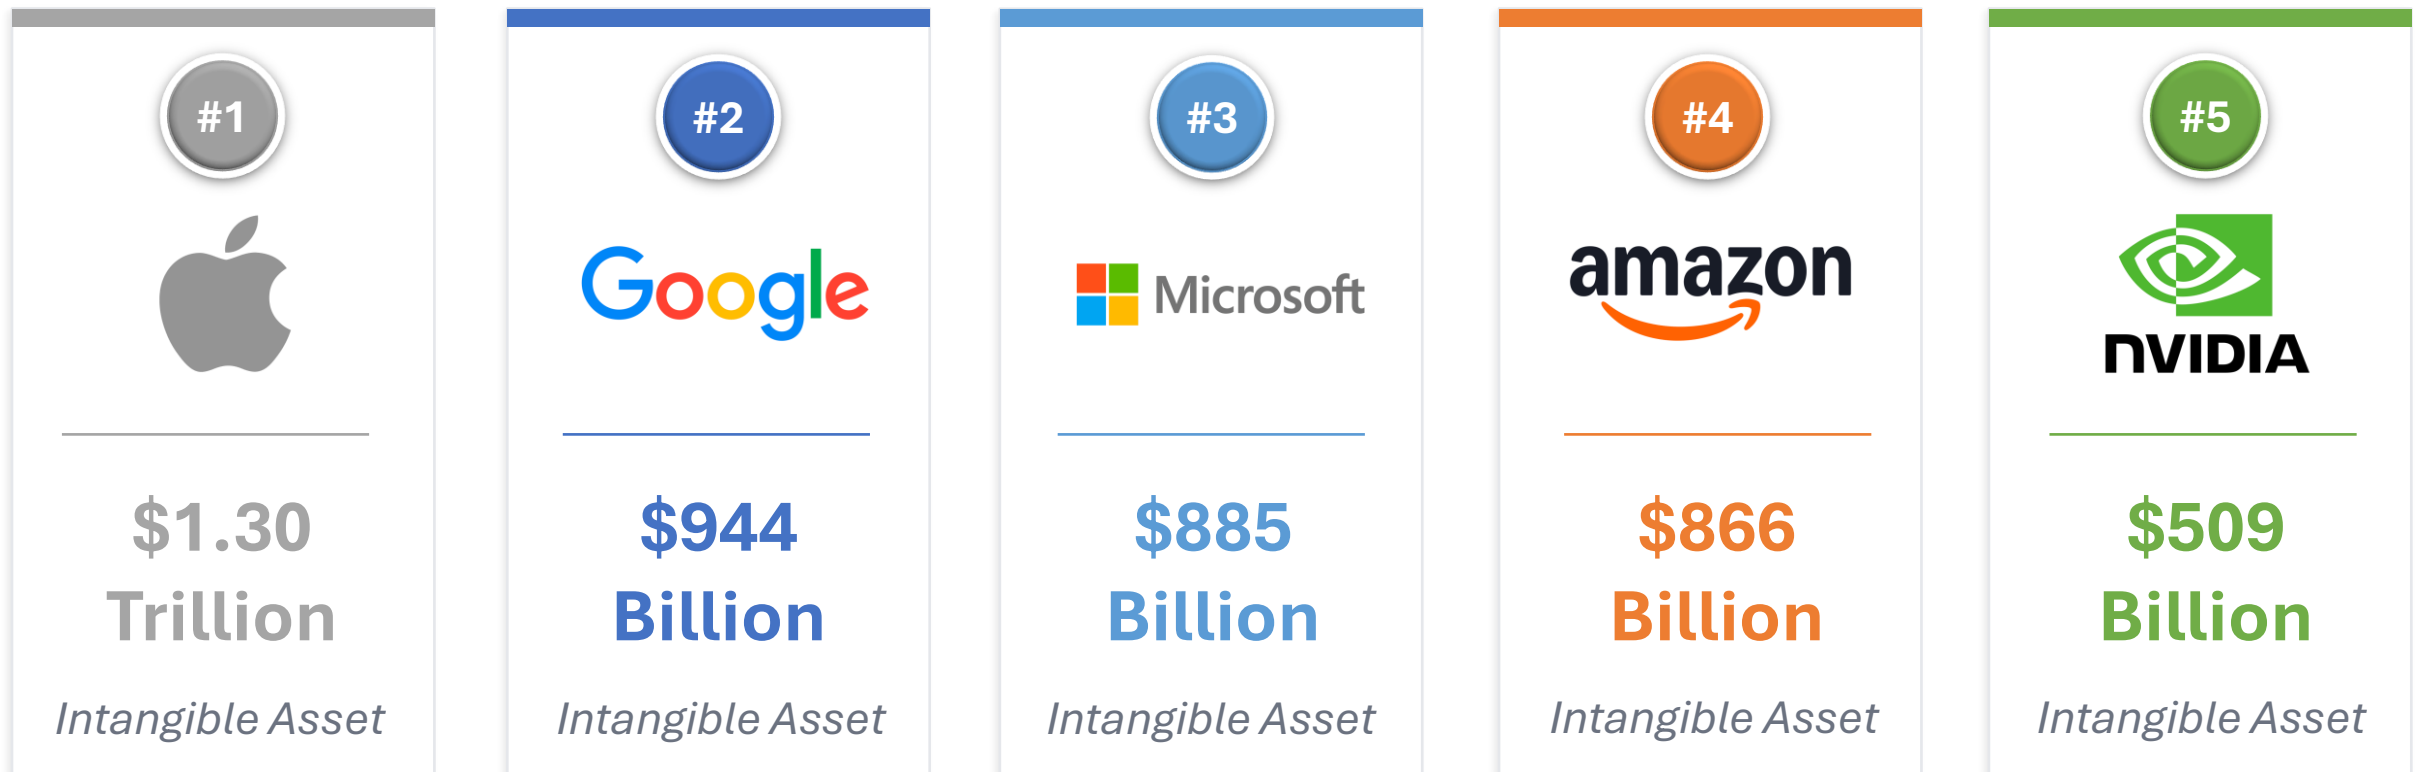 #1
$1.30
Trillion
Intangible Asset
#2
Google
$944
Billion
Intangible Asset
#3
Microsoft
$885
Billion
Intangible Asset
#4
amazon
$866
Billion
Intangible Asset
#5
NVIDIA
$509
Billion
Intangible Asset